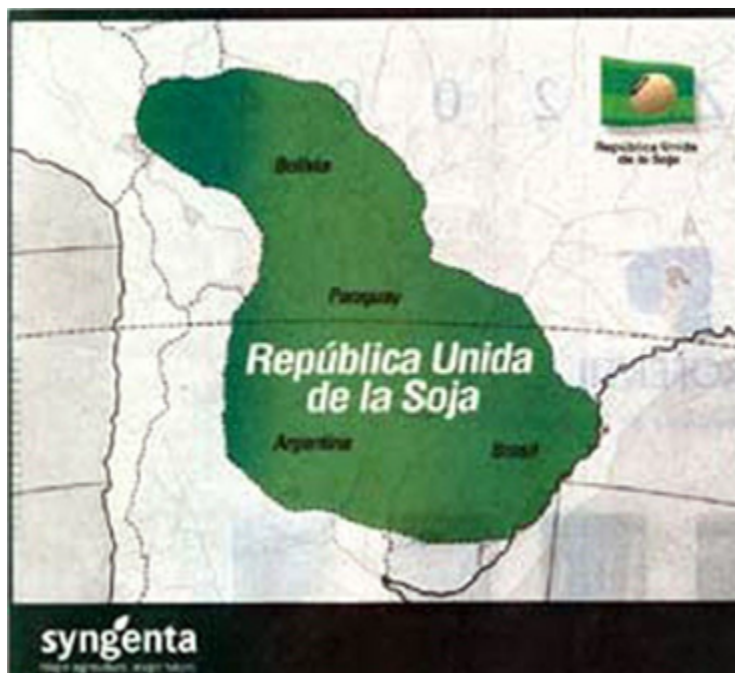 República Unida
de la Soja
Bolivia
Paraguay
República Unida
de la Soja
Argentina
Brasil
syngenta